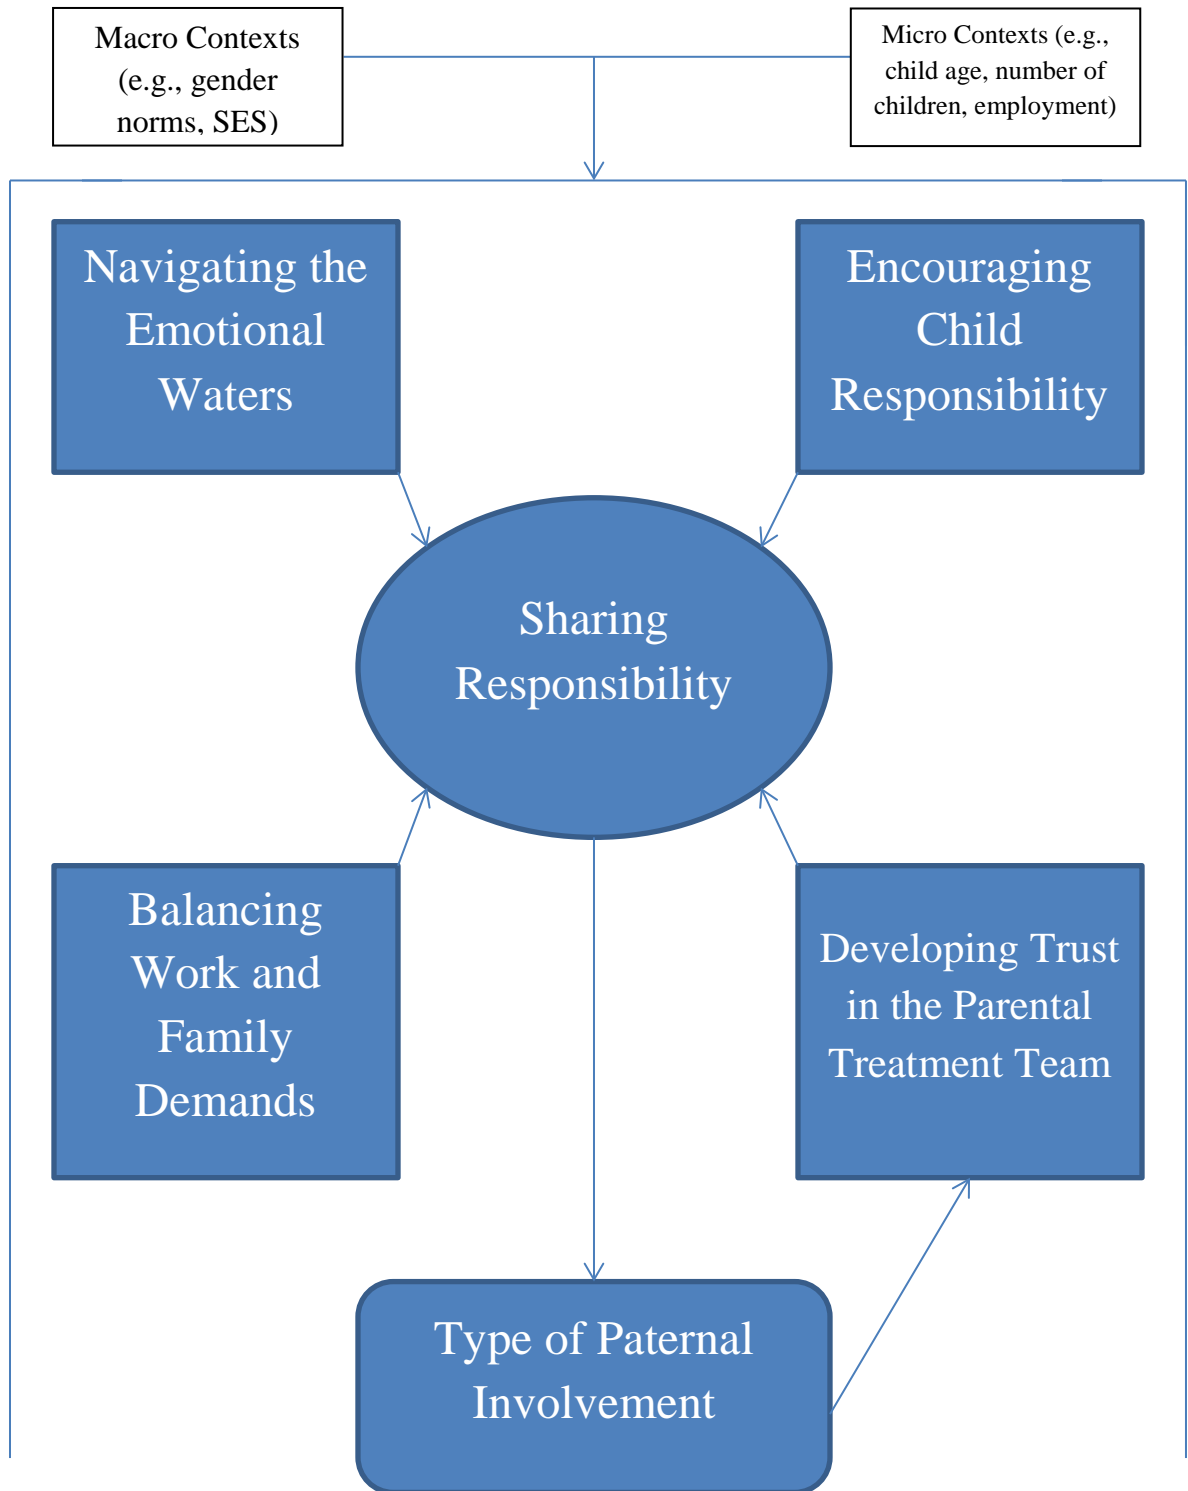 Macro Contexts
(e.g., gender
norms, SES)
Micro Contexts (e.g.,
child age, number of
children, employment)
Navigating the
Emotional
Waters
Encouraging
Child
Responsibility
Sharing
Responsibility
Balancing
Work and
Family
Demands
Developing Trust
in the Parental
Treatment Team
Type of Paternal
Involvement